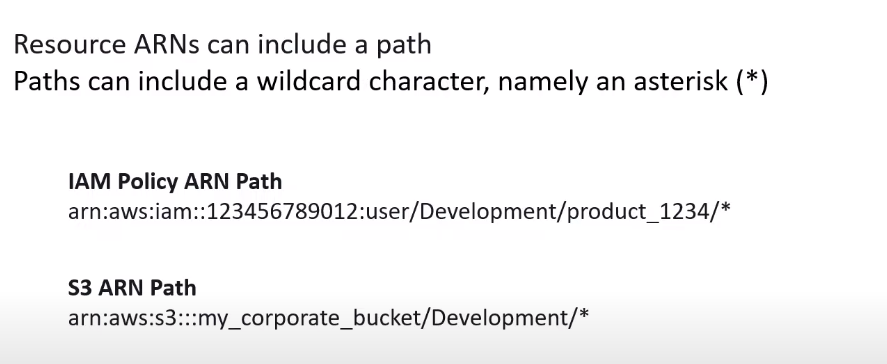 Resource ARNs can include a path
Paths can include a wildcard character, namely an asterisk (*)
IAM Policy ARN Path
arn:aws:iam::123456789012:user/Development/product_1234/*
S3 ARN Path
arn:aws:s3:::my_corporate_bucket/Development/*